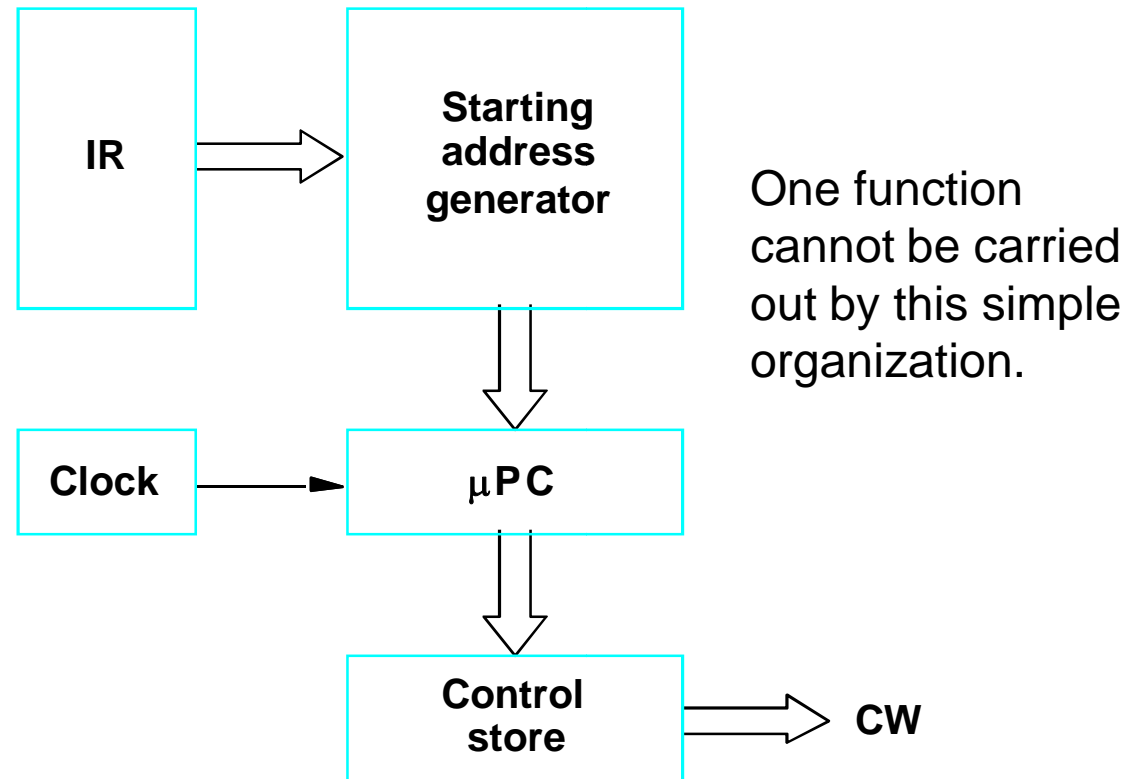 IR
Starting
address
generator
One function
cannot be carried
out by this simple
organization.
Clock
μPC
Control
store
CW